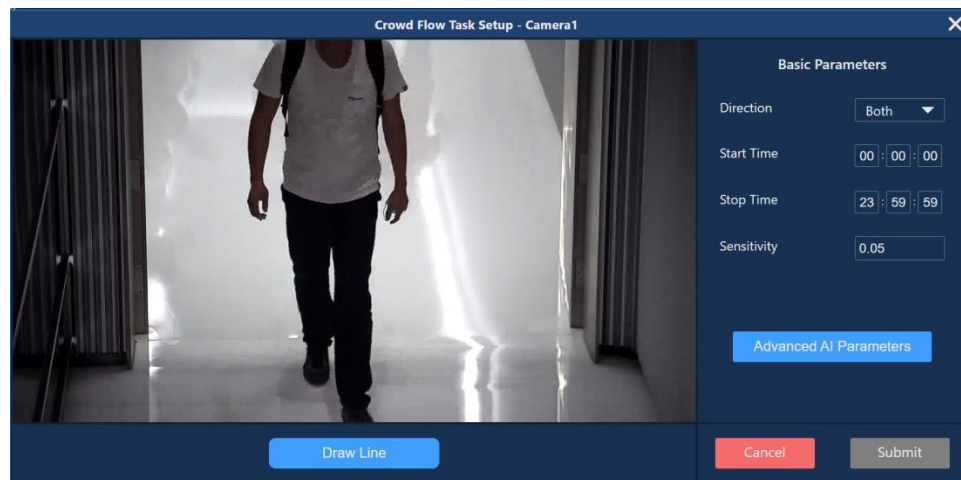 Crowd Flow Task Setup - Camera1
Basic Parameters
Direction Both
Start Time 00 : 00 : 00
Stop Time 23 : 59 : 59
Sensitivity 0.05
Advanced AI Parameters
Draw Line
Cancel Submit